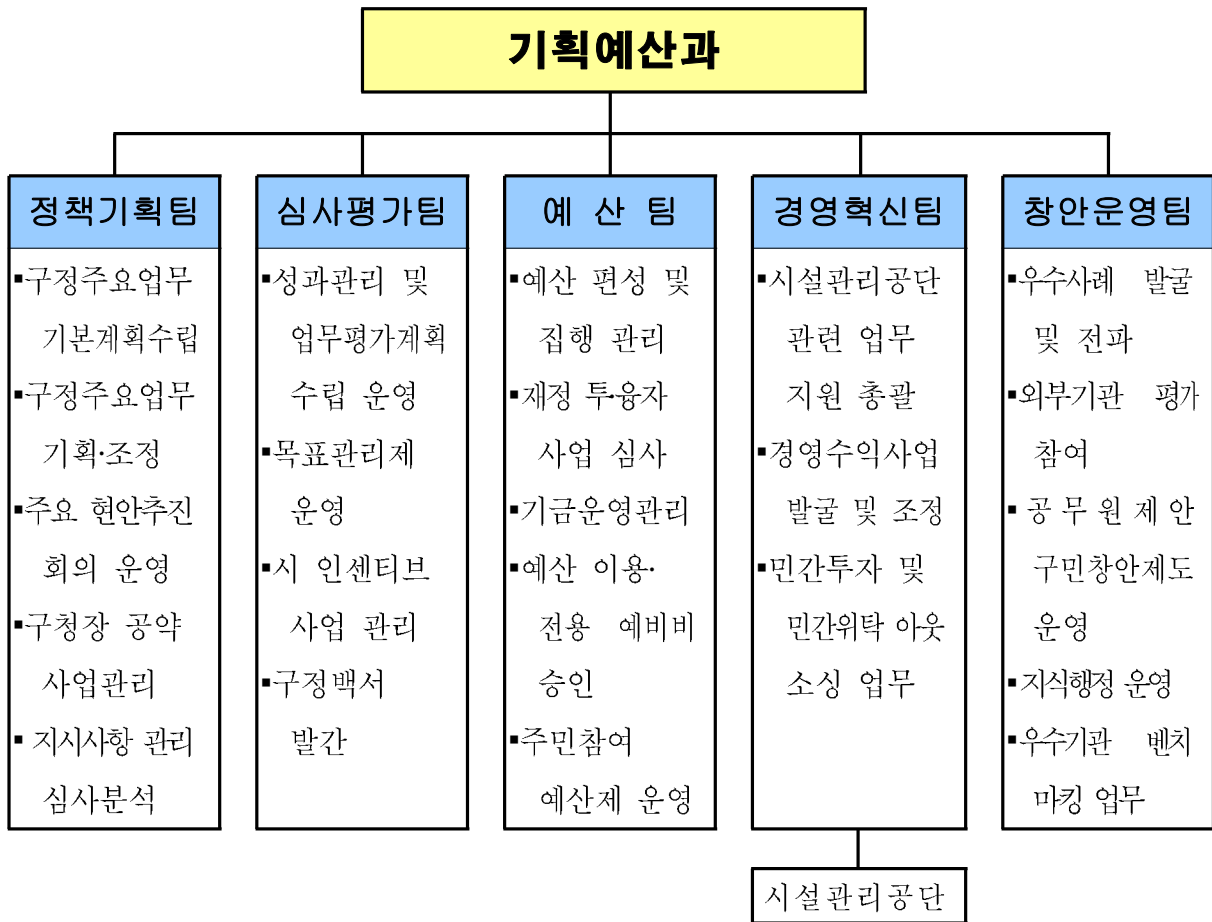 기획예산과
정책기획팀
▪구정주요업무
기본계획수립
▪구정주요업무
기획·조정
▪주요 현안추진
회의 운영
▪구청장 공약
사업관리
▪ 지시사항 관리
심사분석
심사평가팀
▪성과관리 및
업무평가계획
수립 운영
▪목표관리제
운영
▪시 인센티브
사업 관리
▪구정백서
발간
예 산 팀
▪예산 편성 및
집행 관리
▪재정 투·융자
사업 심사
▪기금운영관리
▪예산 이용·
전용 예비비
승인
▪주민참여
예산제 운영
경영혁신팀
▪시설관리공단
관련 업무
지원 총괄
▪경영수익사업
발굴 및 조정
▪민간투자 및
민간위탁 아웃
소싱 업무
창안운영팀
▪우수사례 발굴
및 전파
▪외부기관 평가
참여
▪ 공 무 원 제 안
구민창안제도
운영
▪지식행정 운영
▪우수기관 벤치
마킹 업무
시설관리공단